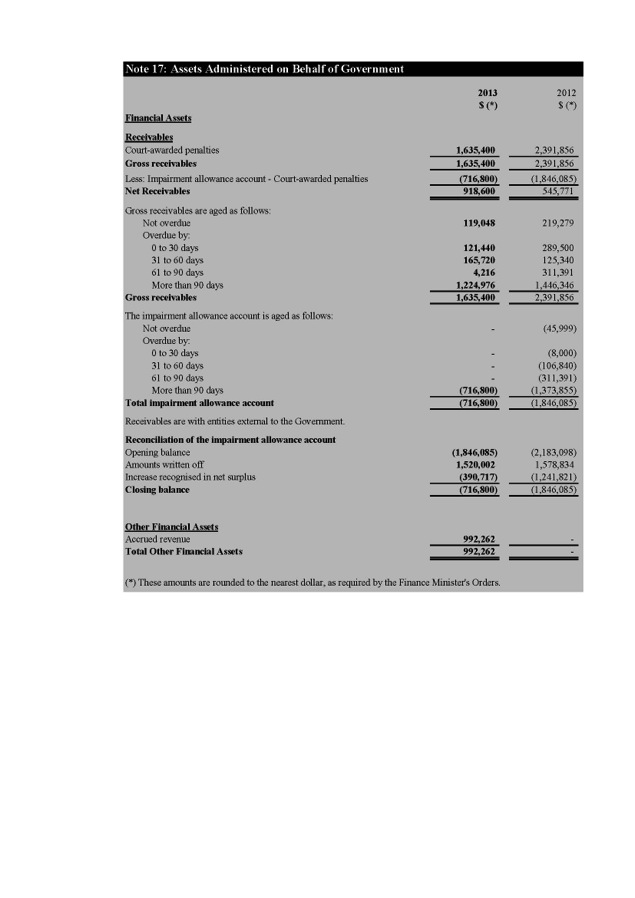 Note 17: Assets Administered on Behalf of Government
2013 2012
$ (*) $ (*)
Financial Assets
Receivables
Court-awarded penalties 1,635,400 2,391,856
Gross receivables 1,635,400 2,391,856
Less: Impairment allowance account - Court-awarded penalties (716,800) (1,846,085)
Net Receivables 918,600 545,771
Gross receivables are aged as follows:
Not overdue 119,048 219,279
Overdue by:
0 to 30 days 121,440 289,500
31 to 60 days 165,720 125,340
61 to 90 days 4,216 311,391
More than 90 days 1,224,976 1,446,346
Gross receivables 1,635,400 2,391,856
The impairment allowance account is aged as follows:
Not overdue - (45,999)
Overdue by:
0 to 30 days - (8,000)
31 to 60 days - (106,840)
61 to 90 days - (311,391)
More than 90 days (716,800) (1,373,855)
Total impairment allowance account (716,800) (1,846,085)
Receivables are with entities external to the Government.
Reconciliation of the impairment allowance account
Opening balance (1,846,085) (2,183,098)
Amounts written off 1,520,002 1,578,834
Increase recognised in net surplus (390,717) (1,241,821)
Closing balance (716,800) (1,846,085)
Other Financial Assets
Accrued revenue 992,262 -
Total Other Financial Assets 992,262 -
(*) These amounts are rounded to the nearest dollar, as required by the Finance Minister's Orders.